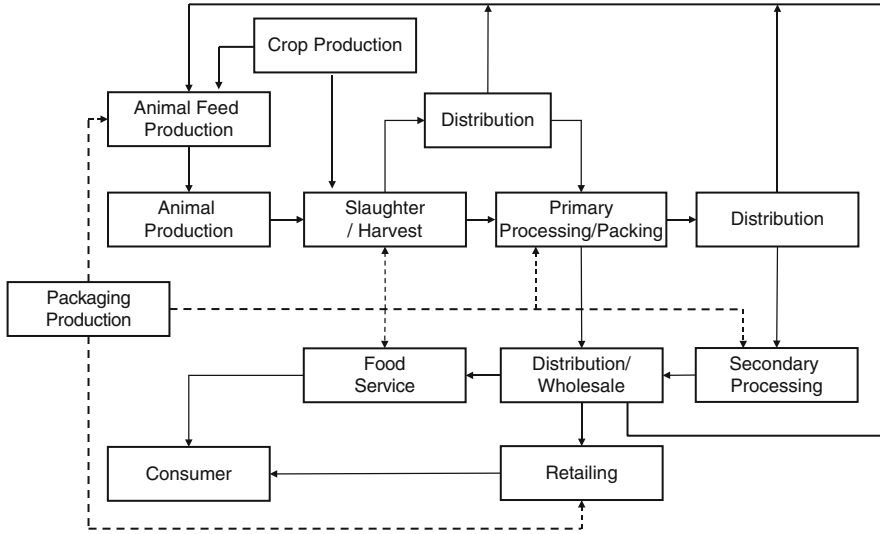 Crop Production
Animal Feed
Production
Distribution
Animal
Production
Slaughter
/ Harvest
Primary
Processing/Packing
Distribution
Packaging
Production
Food
Service
Distribution/
Wholesale
Secondary
Processing
Consumer
Retailing